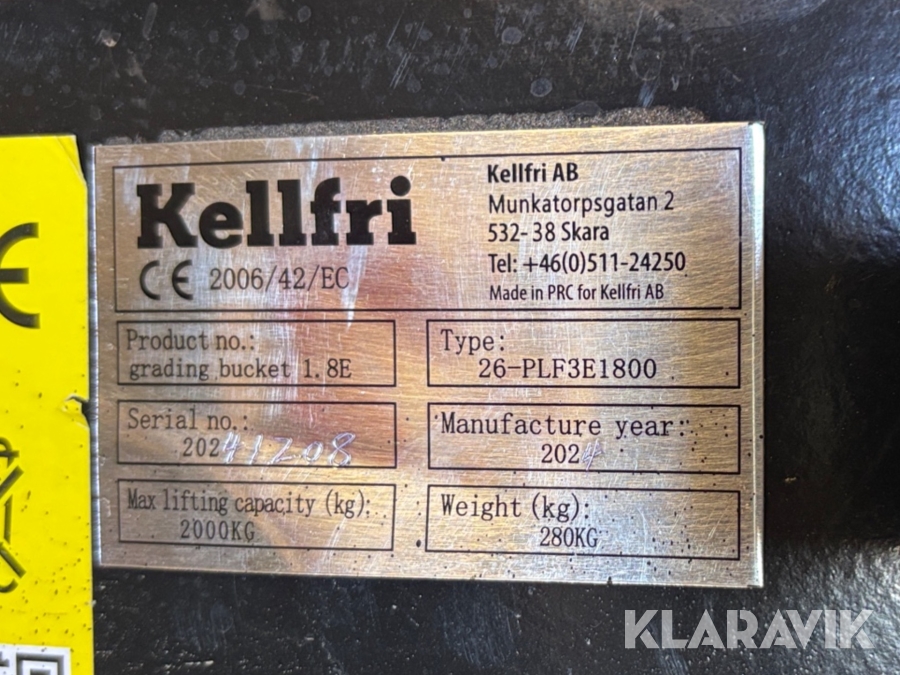 Kellfri
CE 2006/42/EC
Kellfri AB
Munkatorpsgatan 2
532-38 Skara
Tel: +46(0)511-24250
Made in PRC for Kellfri AB
Product no.:
grading bucket 1.8E
Type:
26-PLF3E1800
Serial no.:
20241208
Manufacture year:
2024
Max lifting capacity (kg):
2000KG
Weight (kg):
280KG
KLARAVIK